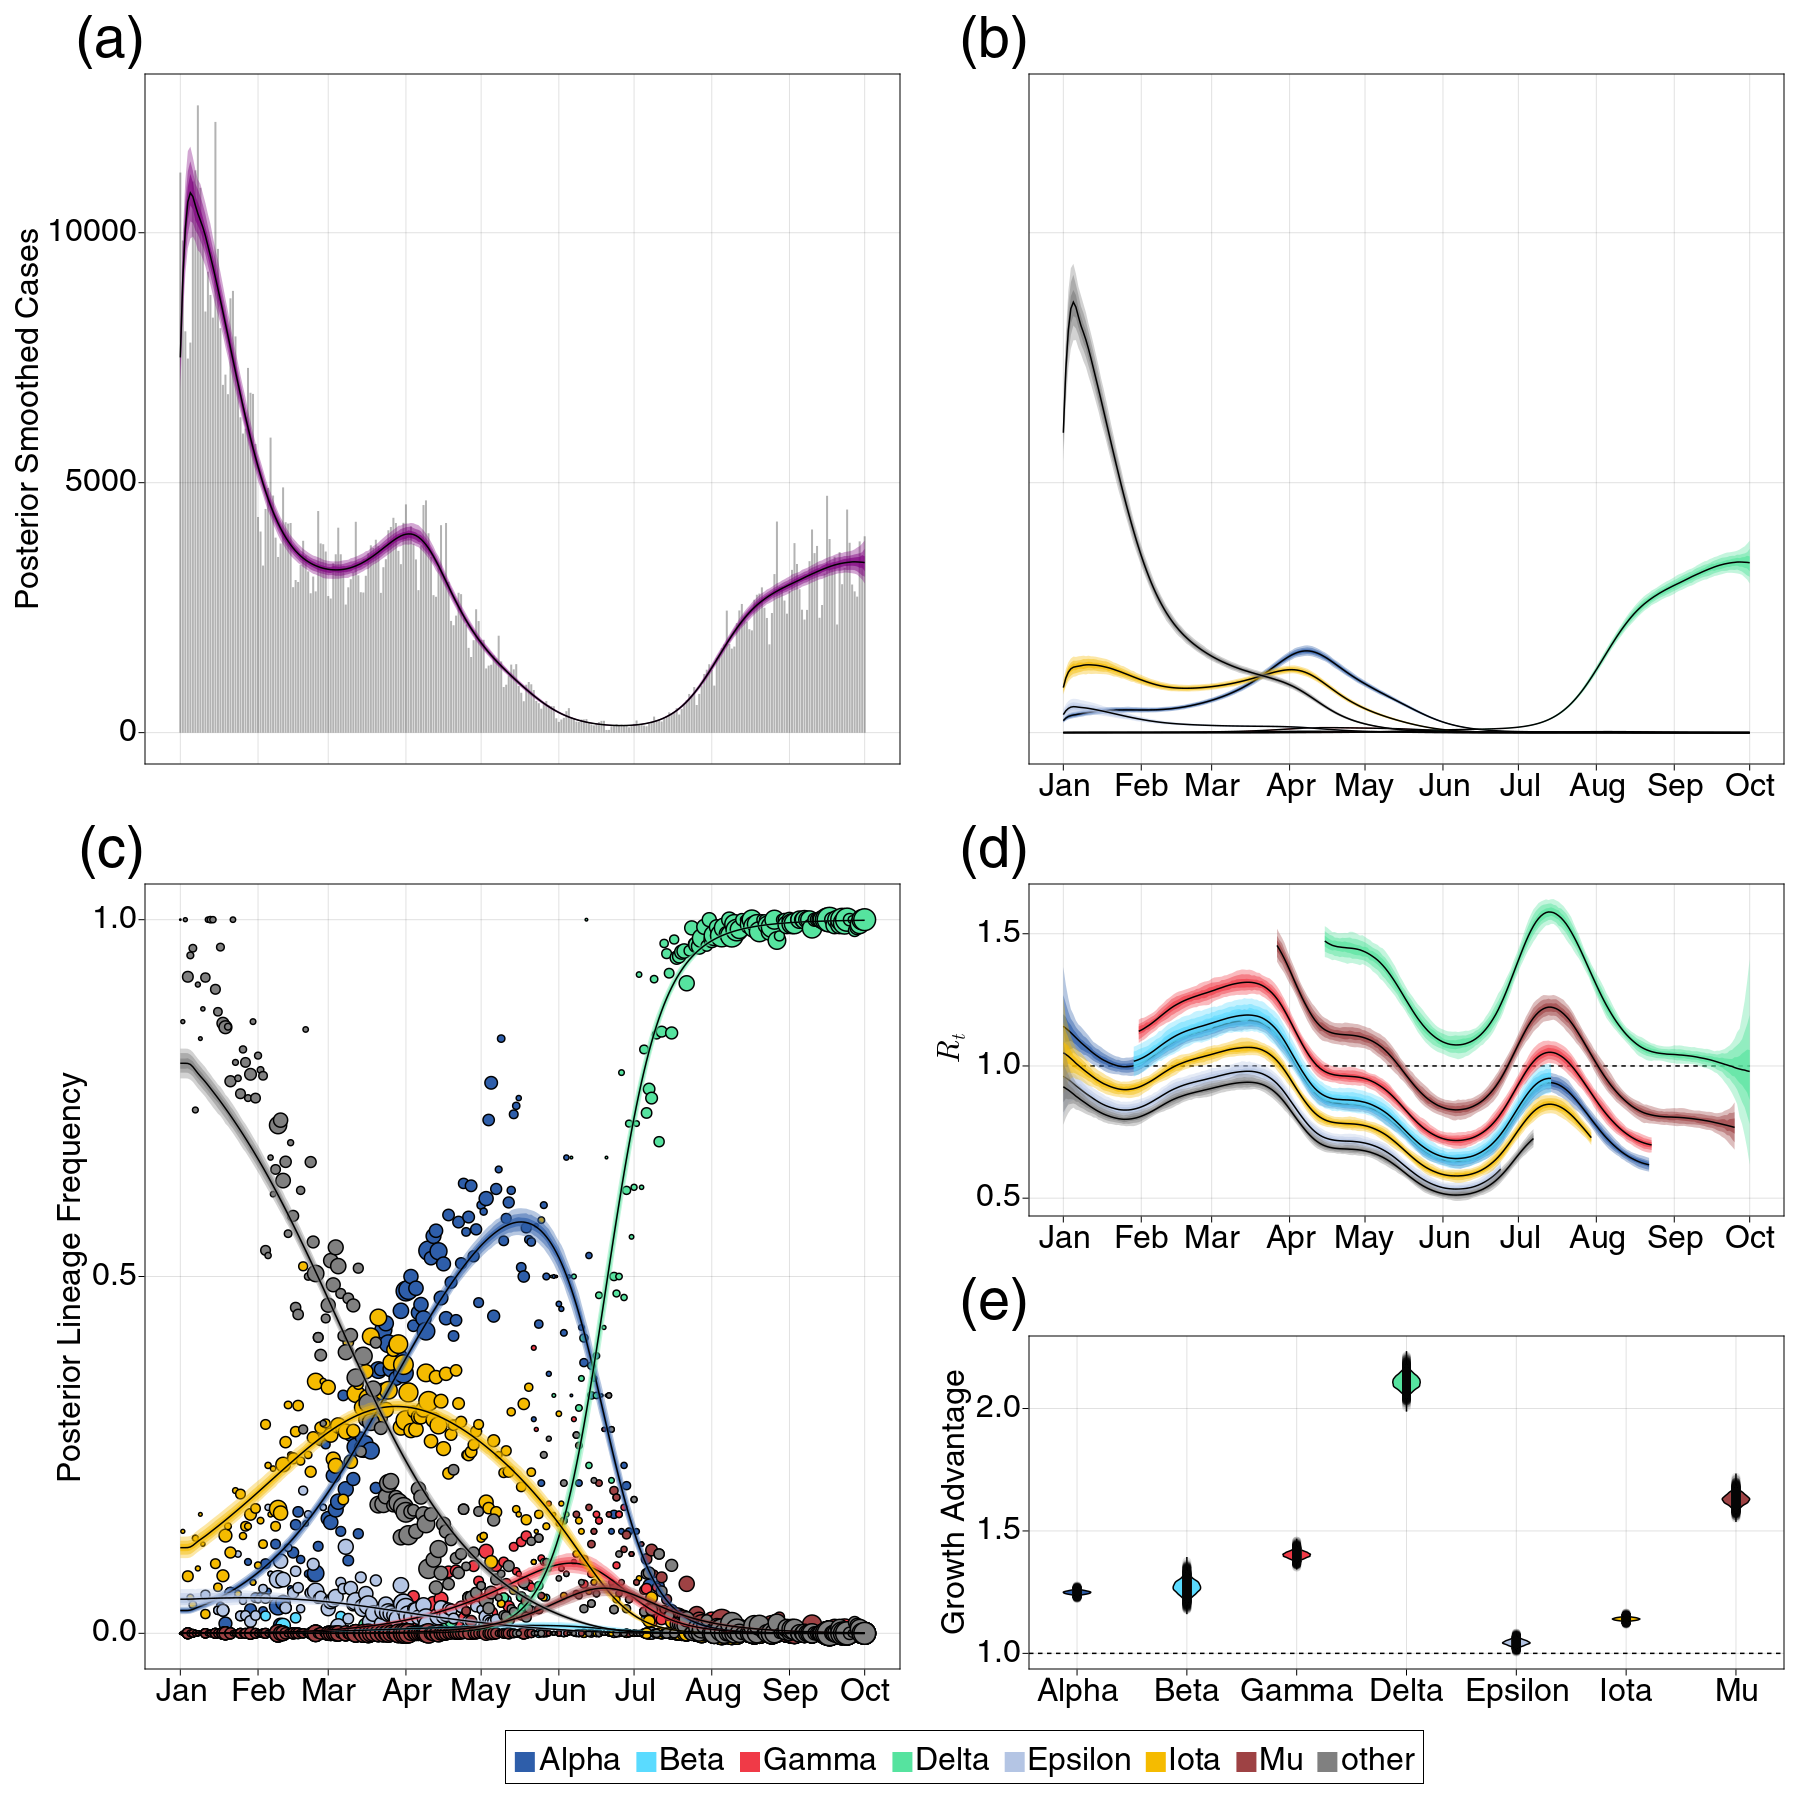 (a)
(b)
Posterior Smoothed Cases
10000
5000
0
Jan Feb Mar Apr May Jun Jul Aug Sep Oct
(c)
(d)
Posterior Lineage Frequency
1.0
0.5
0.0
Jan Feb Mar Apr May Jun Jul Aug Sep Oct
R_t
1.5
1.0
0.5
Jan Feb Mar Apr May Jun Jul Aug Sep Oct
(e)
Growth Advantage
2.0
1.5
1.0
Alpha Beta Gamma Delta Epsilon Iota Mu
Alpha Beta Gamma Delta Epsilon Iota Mu other